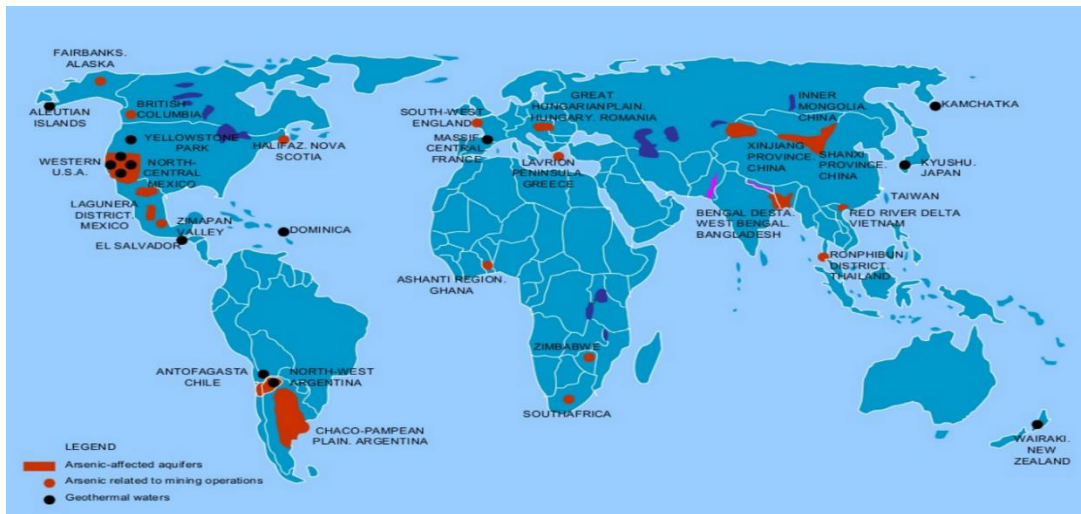 FAIRBANKS.
ALASKA
ALEUTIAN
ISLANDS
BRITISH
COLUMBIA
YELLOWSTONE
PARK
HALIFAZ. NOVA
SCOTIA
WESTERN
U.S.A.
NORTH-
CENTRAL
MEXICO
LAGUNERA
DISTRICT.
MEXICO
ZIMAPAN
VALLEY
EL SALVADOR
DOMINICA
SOUTH-WEST
ENGLAND
MASSIF
CENTRAL
FRANCE
GREAT
HUNGARIANPLAIN.
HUNGARY. ROMANIA
LAVRION
PENINSULA.
GREECE
INNER
MONGOLIA.
CHINA
KAMCHATKA
XINJIANG
PROVINCE.
CHINA
SHANXI
PROVINCE.
CHINA
KYUSHU.
JAPAN
TAIWAN
BENGAL DESTA.
WEST BENGAL.
BANGLADESH
RED RIVER DELTA
VIETNAM
RONPHIBUN
DISTRICT.
THAILAND.
ASHANTI REGION.
GHANA
ZIMBABWE
SOUTHAFRICA
ANTOFAGASTA
CHILE
NORTH-WEST
ARGENTINA
CHACO-PAMPEAN
PLAIN. ARGENTINA
WAIRAKI.
NEW
ZEALAND
LEGEND
Arsenic-affected aquifers
Arsenic related to mining operations
Geothermal waters